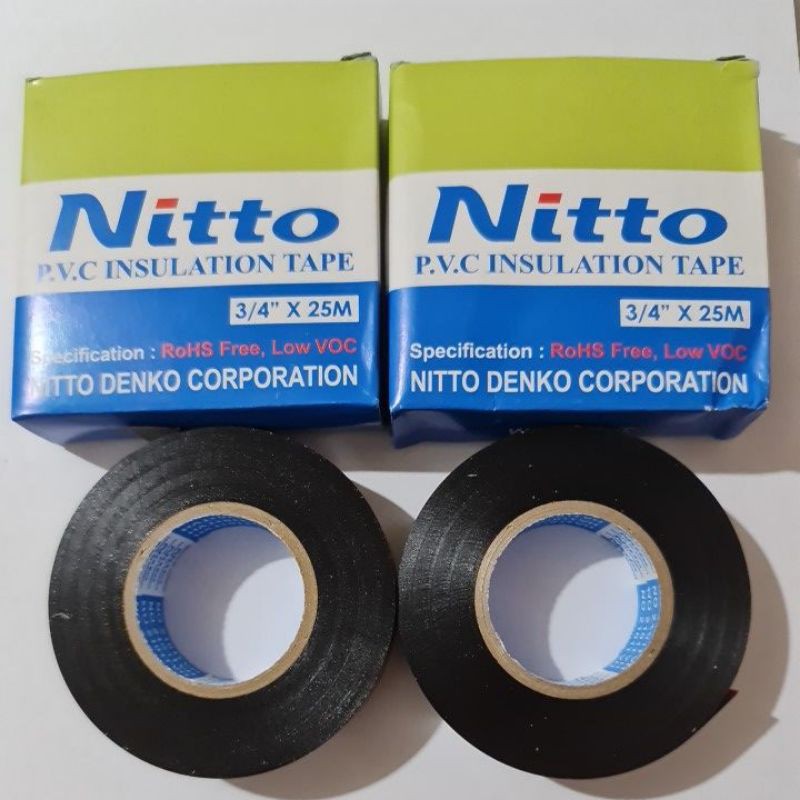 Nitto
P.V.C INSULATION TAPE
3/4" X 25M
Specification : RoHS Free, Low VOC
NITTO DENKO CORPORATION
Nitto
P.V.C INSULATION TAPE
3/4" X 25M
Specification : RoHS Free, Low VOC
NITTO DENKO CORPORATION